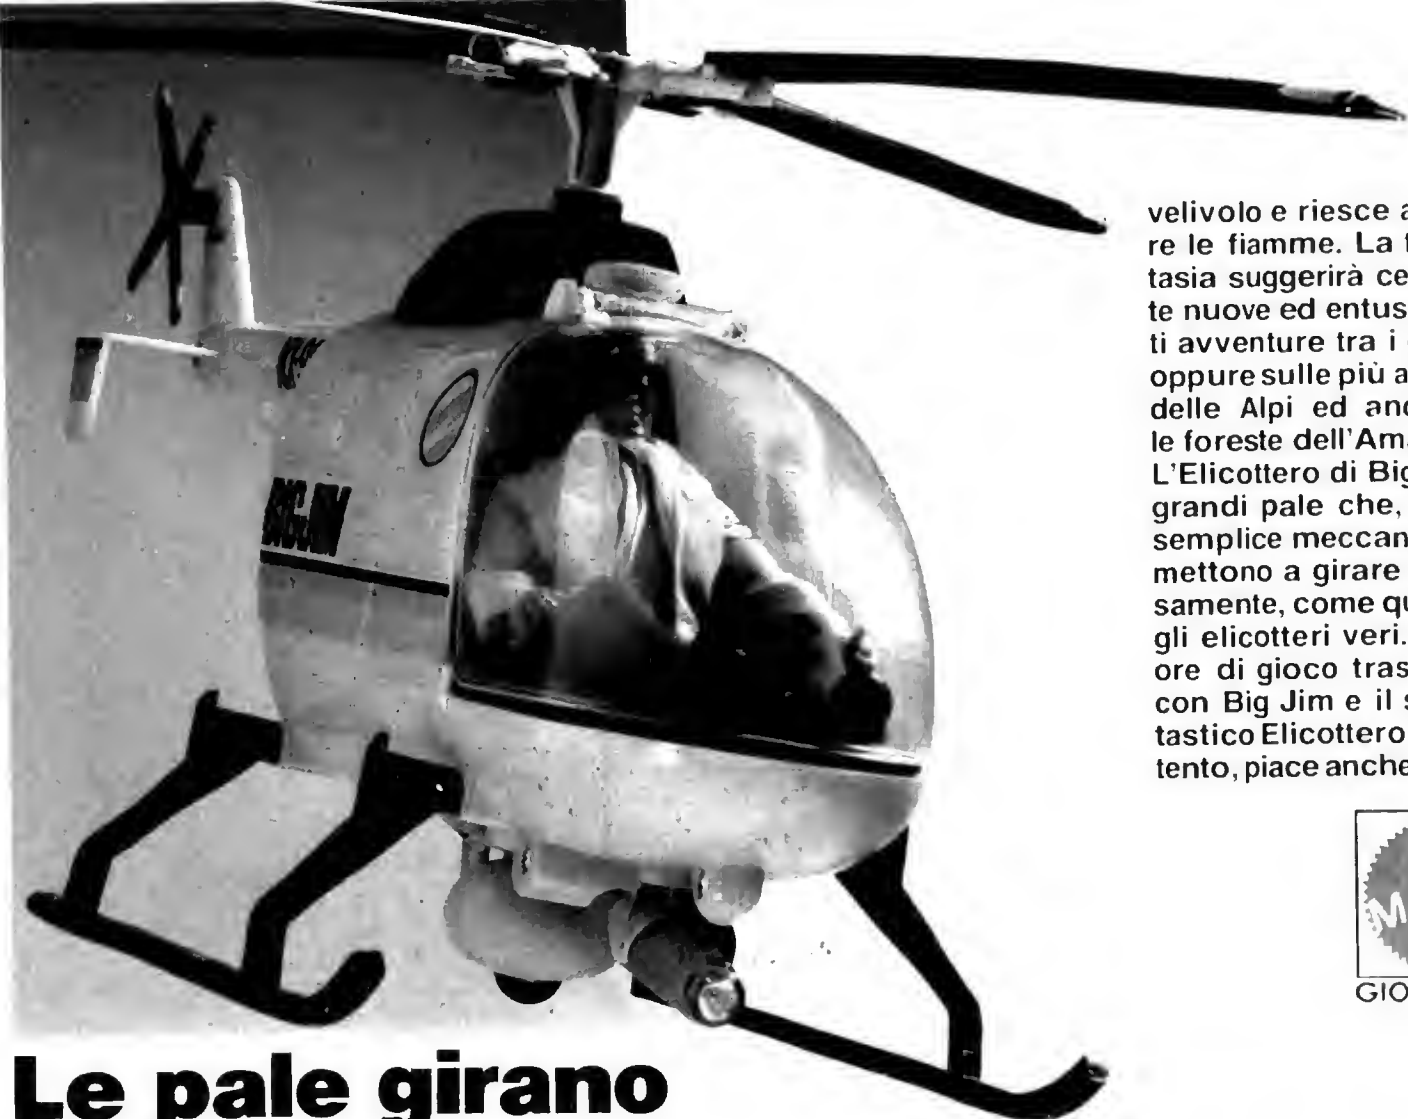 velivolo e riesce a
re le fiamme. La f
tasia suggerirà ce
te nuove ed entus
ti avventure tra i
oppure sulle più a
delle Alpi ed and
le foreste dell'Am
L'Elicottero di Big
grandi pale che,
semplice meccan
mettono a girare
samente, come qu
gli elicotteri veri.
ore di gioco tras
con Big Jim e il s
tastico Elicottero
tento, piace anche
BIG JIM
M
GIO
Le pale girano